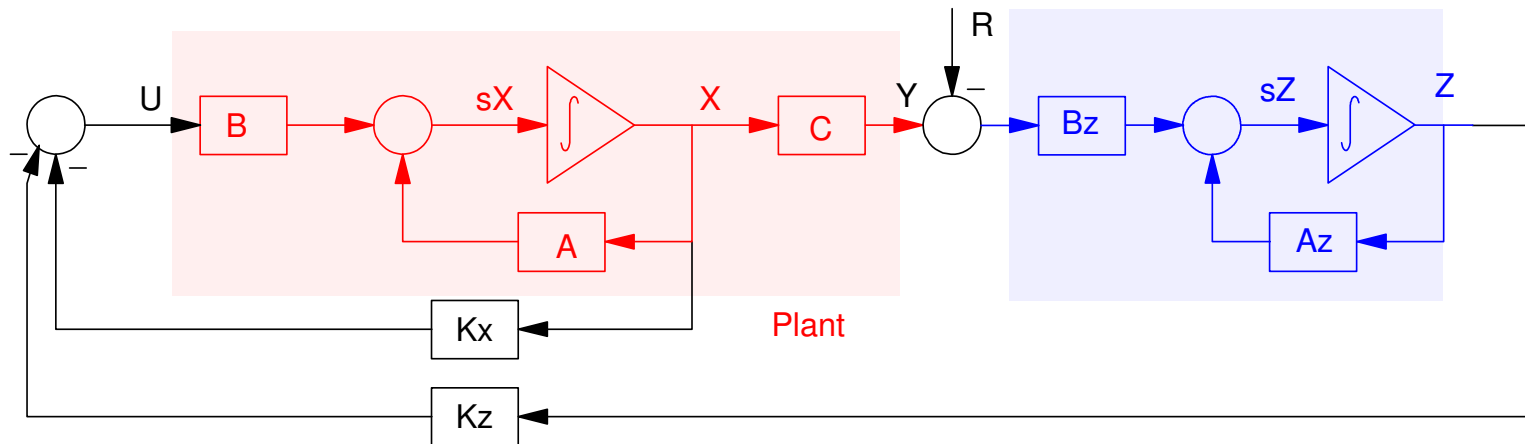 R
U
sX
X
Y
–
sZ
Z
B
C
Bz
∫
∫
–
–
A
Az
Kx
Plant
Kz